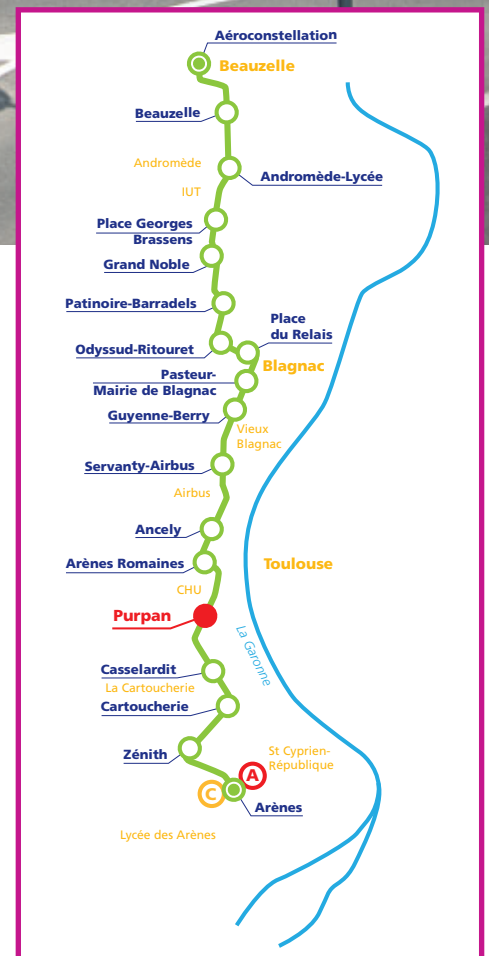 Aéroconstellation
Beauzelle
Beauzelle
Andromède
Andromède-Lycée
IUT
Place Georges
Brassens
Grand Noble
Patinoire-Barradels
Place
du Relais
Odyssud-Ritouret
Blagnac
Pasteur-
Mairie de Blagnac
Guyenne-Berry
Vieux
Blagnac
Servanty-Airbus
Airbus
Ancely
Arènes Romaines
Toulouse
CHU
Purpan
La Garonne
Casselardit
La Cartoucherie
Cartoucherie
Zénith
St Cyprien-
République
A
C
Arènes
Lycée des Arènes